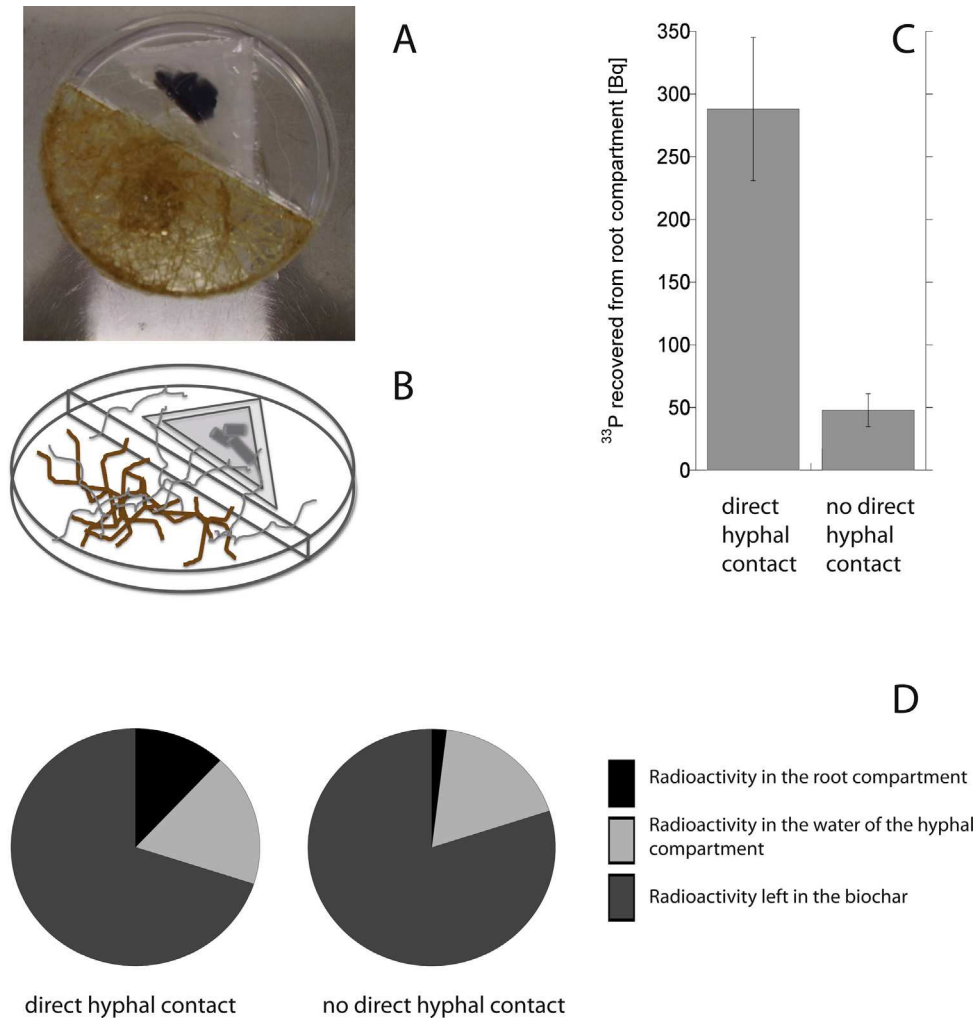 A
B
C
350
300
250
200
150
100
50
0
³³P recovered from root compartment [Bq]
direct
hyphal
contact
no direct
hyphal
contact
D
direct hyphal contact
no direct hyphal contact
Radioactivity in the root compartment
Radioactivity in the water of the hyphal
compartment
Radioactivity left in the biochar